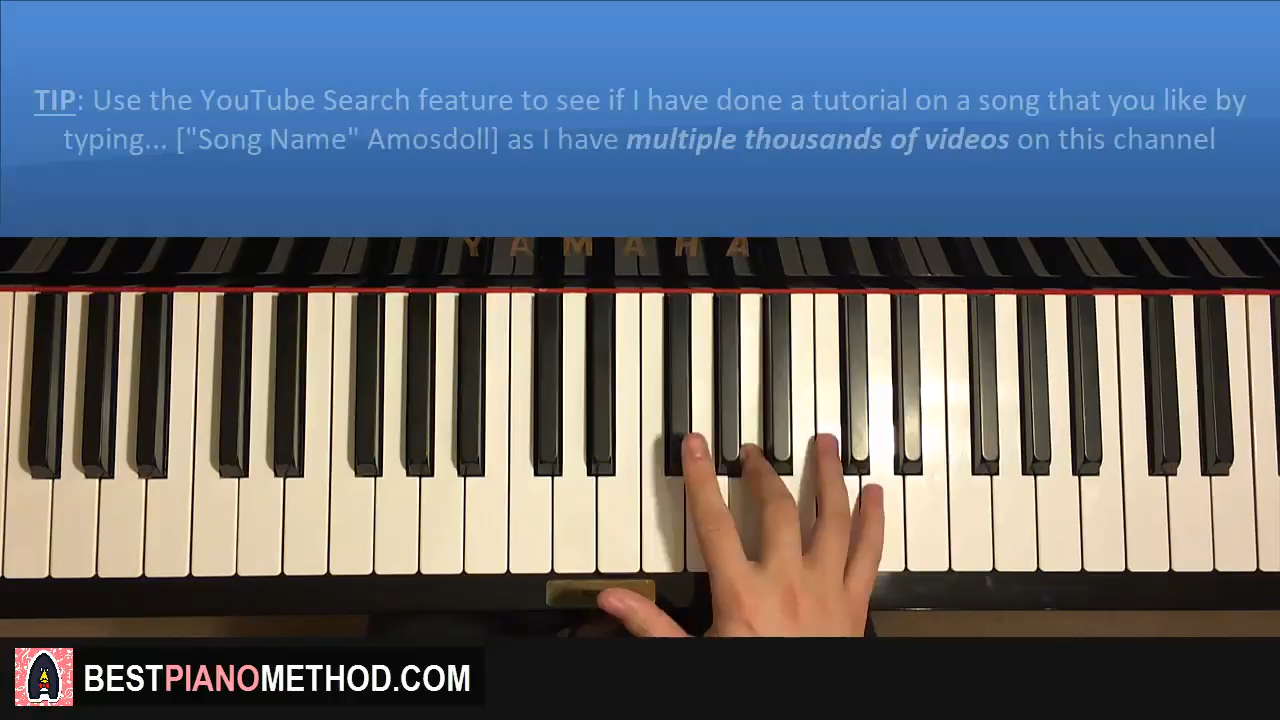 TIP: Use the YouTube Search feature to see if I have done a tutorial on a song that you like by
typing... ["Song Name" Amosdoll] as I have multiple thousands of videos on this channel
YAMAHA
BESTPIANOMETHOD.COM